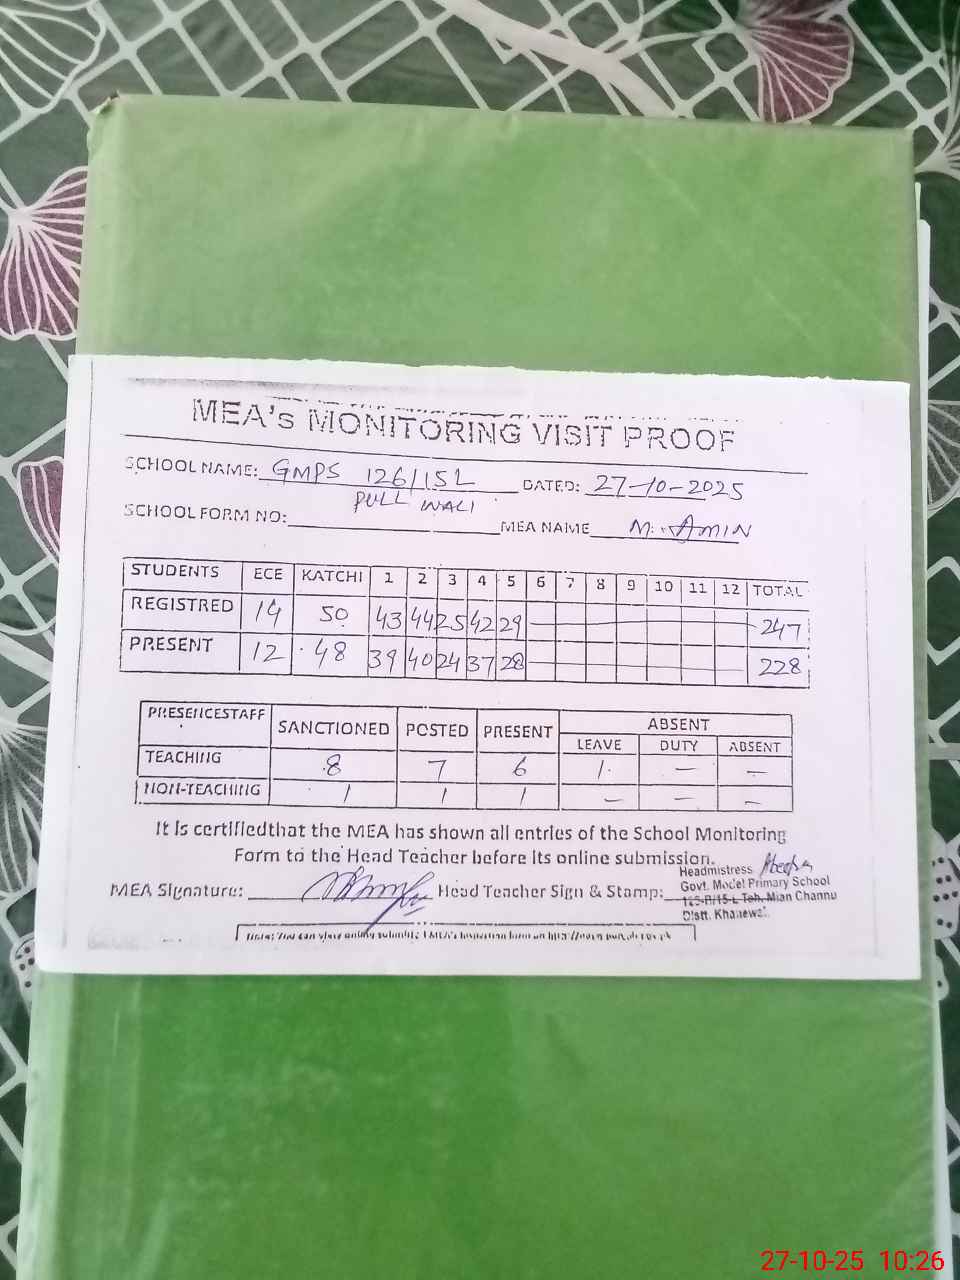 MEA's MONITORING VISIT PROOF
SCHOOL NAME: GMPS 126/15L DATED: 27-10-2025
PULL WALI
SCHOOL FORM NO: MEA NAME M. AMIN
STUDENTS ECE KATCHI 1 2 3 4 5 6 7 8 9 10 11 12 TOTAL
REGISTRED 14 50 43 44 25 42 29 247
PRESENT 12 48 39 40 24 37 28 228
PRESENCESTAFF SANCTIONED POSTED PRESENT ABSENT
LEAVE DUTY ABSENT
TEACHING 8 7 6 1 — —
NON-TEACHING 1 1 1 — — —
It is certifiedthat the MEA has shown all entries of the School Monitoring
Form to the Head Teacher before its online submission.
MEA Signature: Head Teacher Sign & Stamp:
Headmistress
Govt. Model Primary School
Teh. Mian Channu
Distt. Khanewal.
27-10-25 10:26